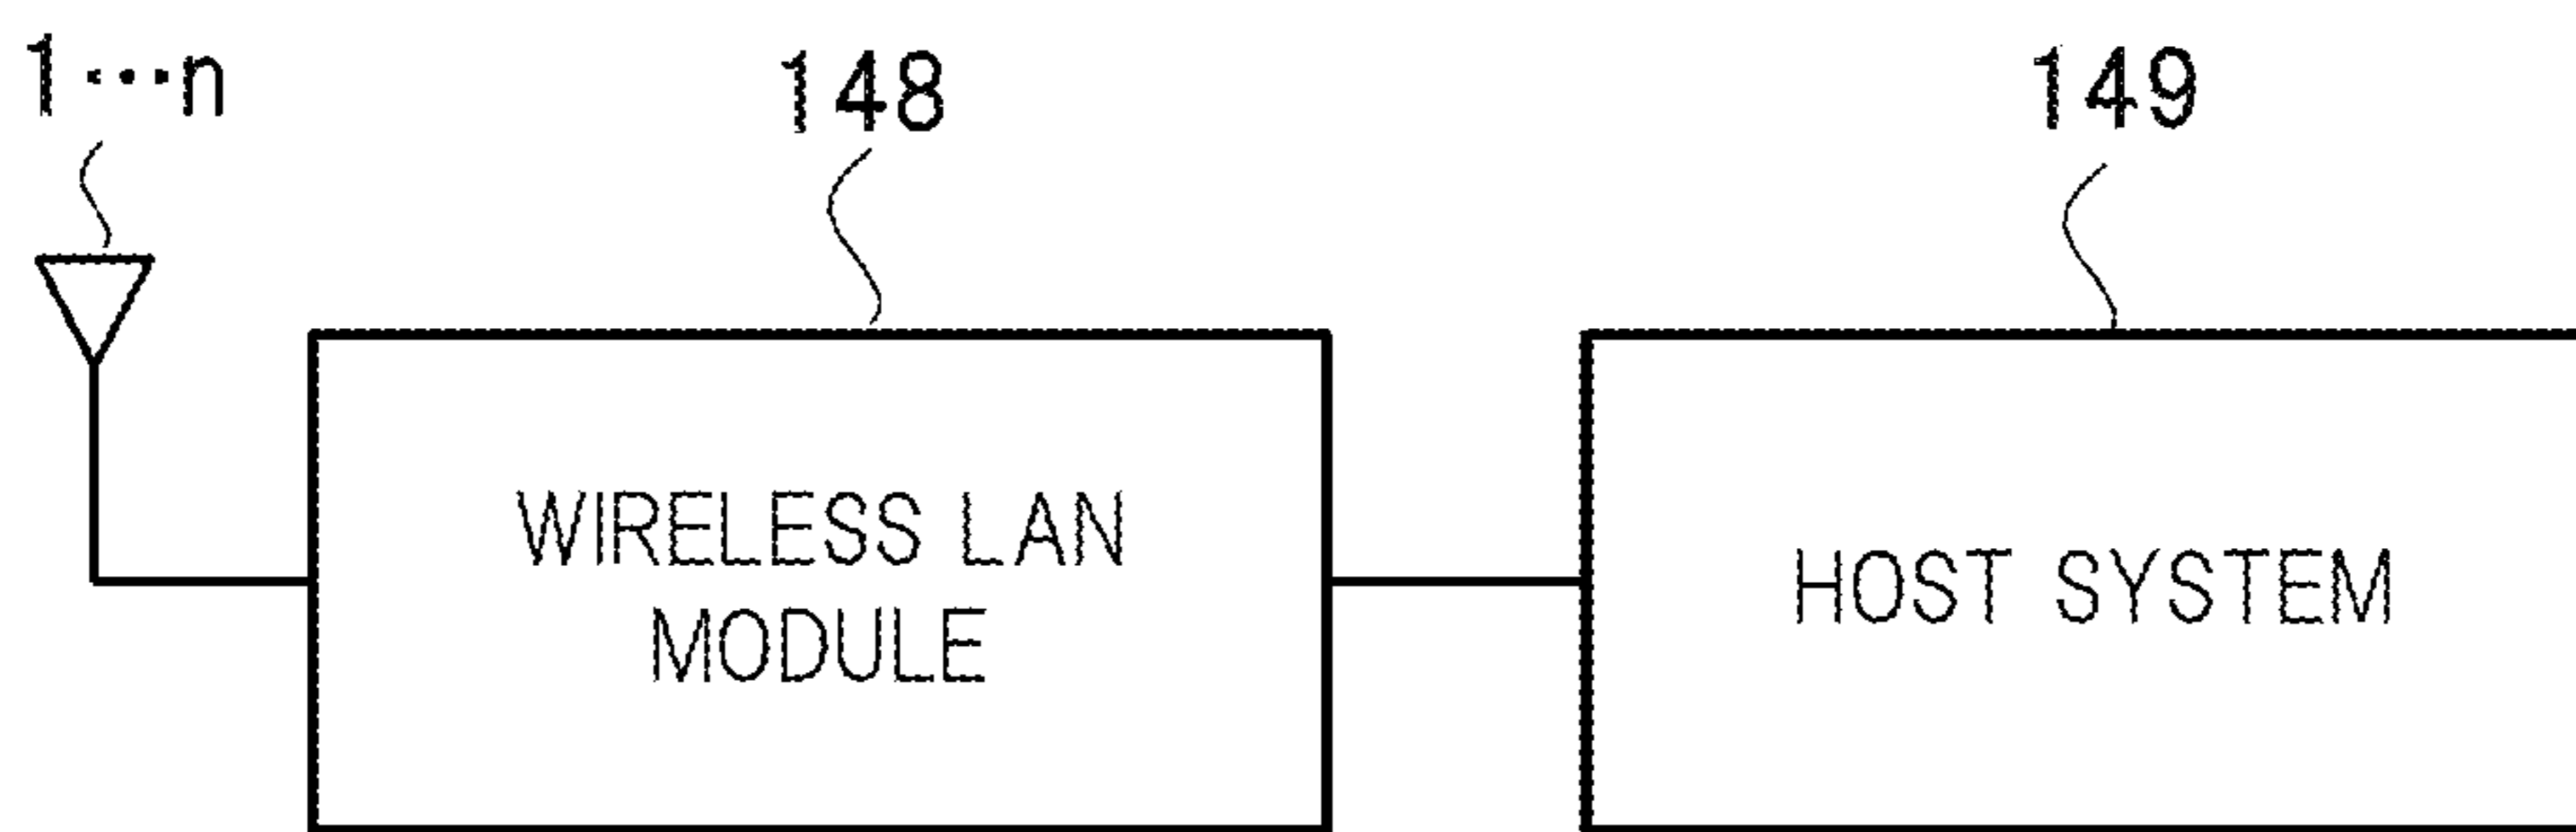 1…n
148
149
WIRELESS LAN
MODULE
HOST SYSTEM